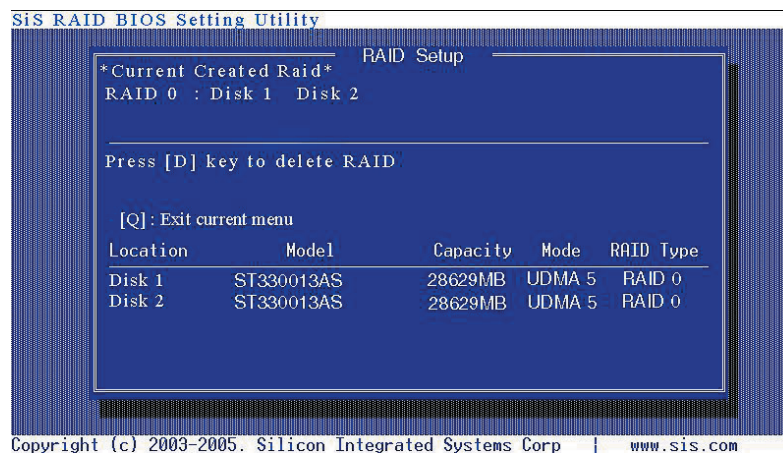 SiS RAID BIOS Setting Utility
RAID Setup
*Current Created Raid*
RAID 0 : Disk 1 Disk 2
Press [D] key to delete RAID
[Q] : Exit current menu
Location Model Capacity Mode RAID Type
Disk 1 ST330013AS 28629MB UDMA 5 RAID 0
Disk 2 ST330013AS 28629MB UDMA 5 RAID 0
Copyright (c) 2003-2005. Silicon Integrated Systems Corp | www.sis.com